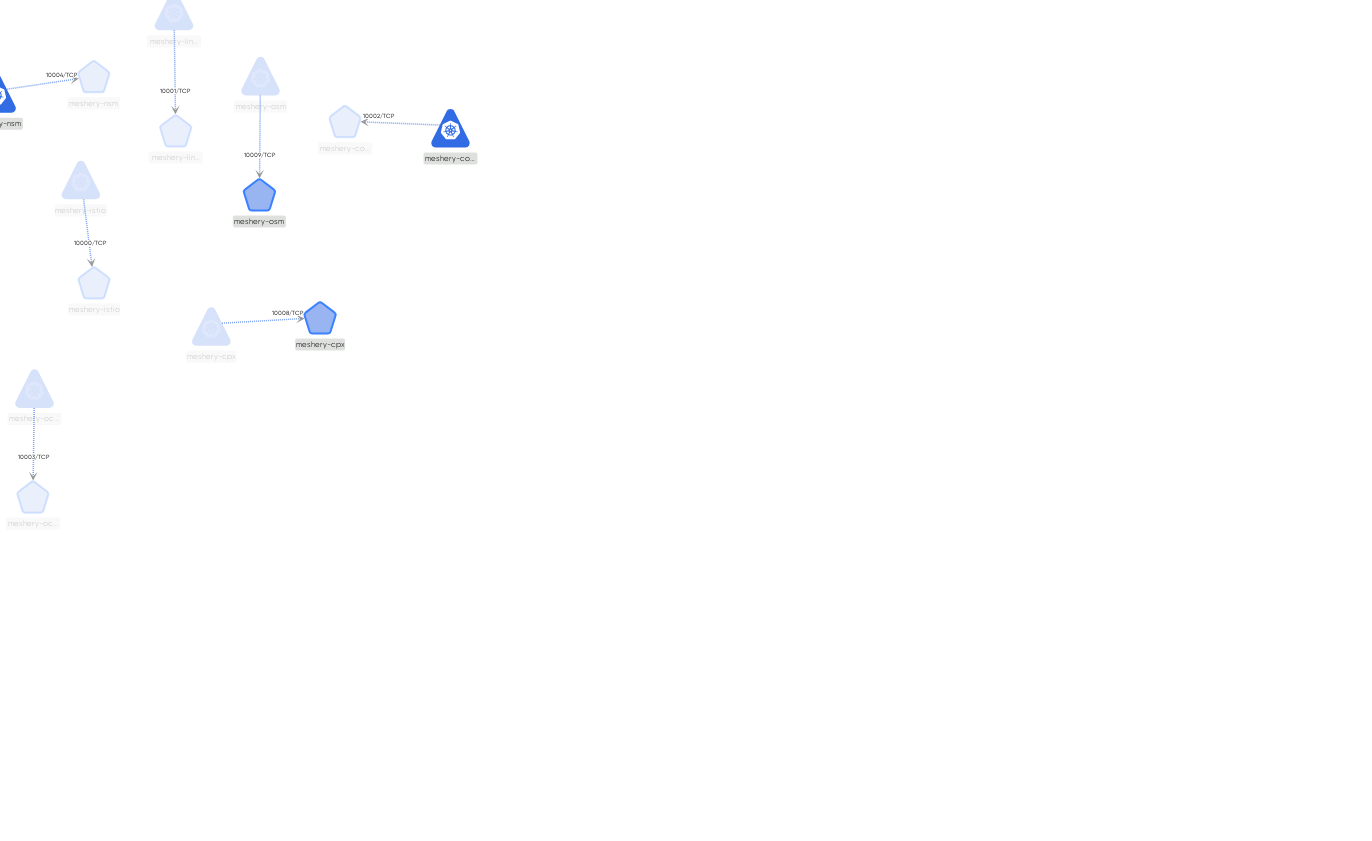 meshery-lin...
10004/TCP
10001/TCP
meshery-nsm
meshery-osm
10002/TCP
y-nsm
meshery-co...
meshery-co...
10009/TCP
meshery-lin...
meshery-istio
meshery-osm
10000/TCP
meshery-istio
10008/TCP
meshery-cpx
meshery-cpx
meshery-oc...
10003/TCP
meshery-oc...